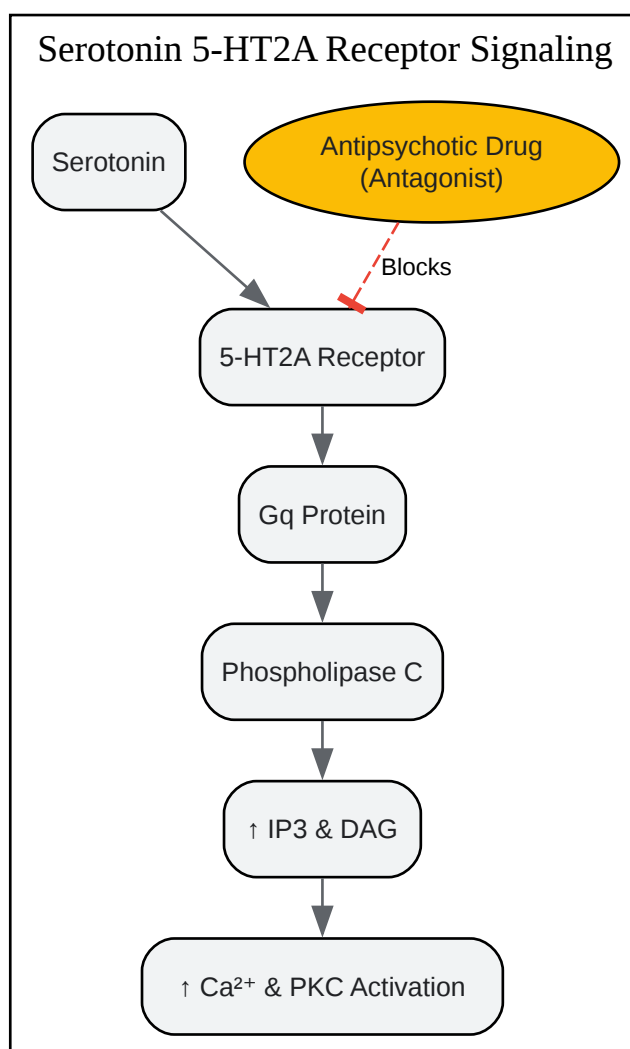 Serotonin 5-HT2A Receptor Signaling
Serotonin
Antipsychotic Drug
(Antagonist)
Blocks
5-HT2A Receptor
Gq Protein
Phospholipase C
↑ IP3 & DAG
↑ Ca²⁺ & PKC Activation